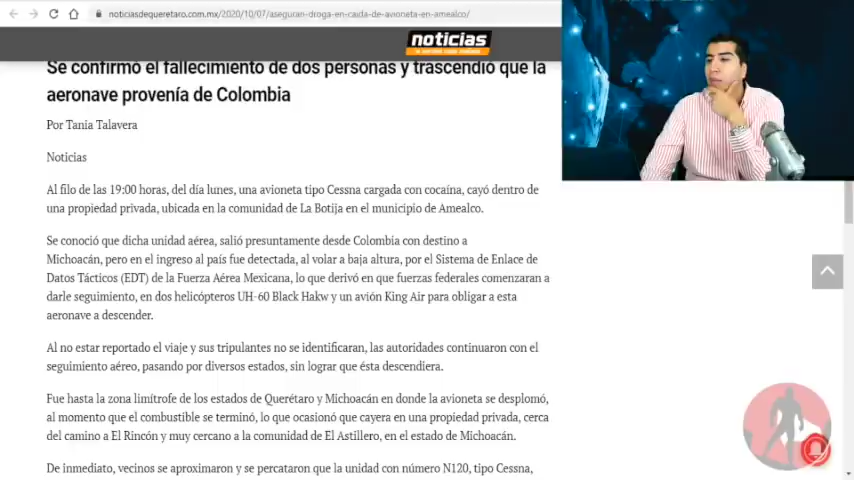 noticiasdequeretaro.com.mx/2020/10/07/aseguran-droga-en-caida-de-avioneta-en-amealco/
noticias
Se confirmó el fallecimiento de dos personas y trascendió que la
aeronave provenía de Colombia
Por Tania Talavera
Noticias
Al filo de las 19:00 horas, del día lunes, una avioneta tipo Cessna cargada con cocaína, cayó dentro de
una propiedad privada, ubicada en la comunidad de La Botija en el municipio de Amealco.
Se conoció que dicha unidad aérea, salió presuntamente desde Colombia con destino a
Michoacán, pero en el ingreso al país fue detectada, al volar a baja altura, por el Sistema de Enlace de
Datos Tácticos (EDT) de la Fuerza Aérea Mexicana, lo que derivó en que fuerzas federales comenzaran a
darle seguimiento, en dos helicópteros UH-60 Black Hakw y un avión King Air para obligar a esta
aeronave a descender.
Al no estar reportado el viaje y sus tripulantes no se identificaran, las autoridades continuaron con el
seguimiento aéreo, pasando por diversos estados, sin lograr que ésta descendiera.
Fue hasta la zona limítrofe de los estados de Querétaro y Michoacán en donde la avioneta se desplomó,
al momento que el combustible se terminó, lo que ocasionó que cayera en una propiedad privada, cerca
del camino a El Rincón y muy cercano a la comunidad de El Astillero, en el estado de Michoacán.
De inmediato, vecinos se aproximaron y se percataron que la unidad con número N120, tipo Cessna,